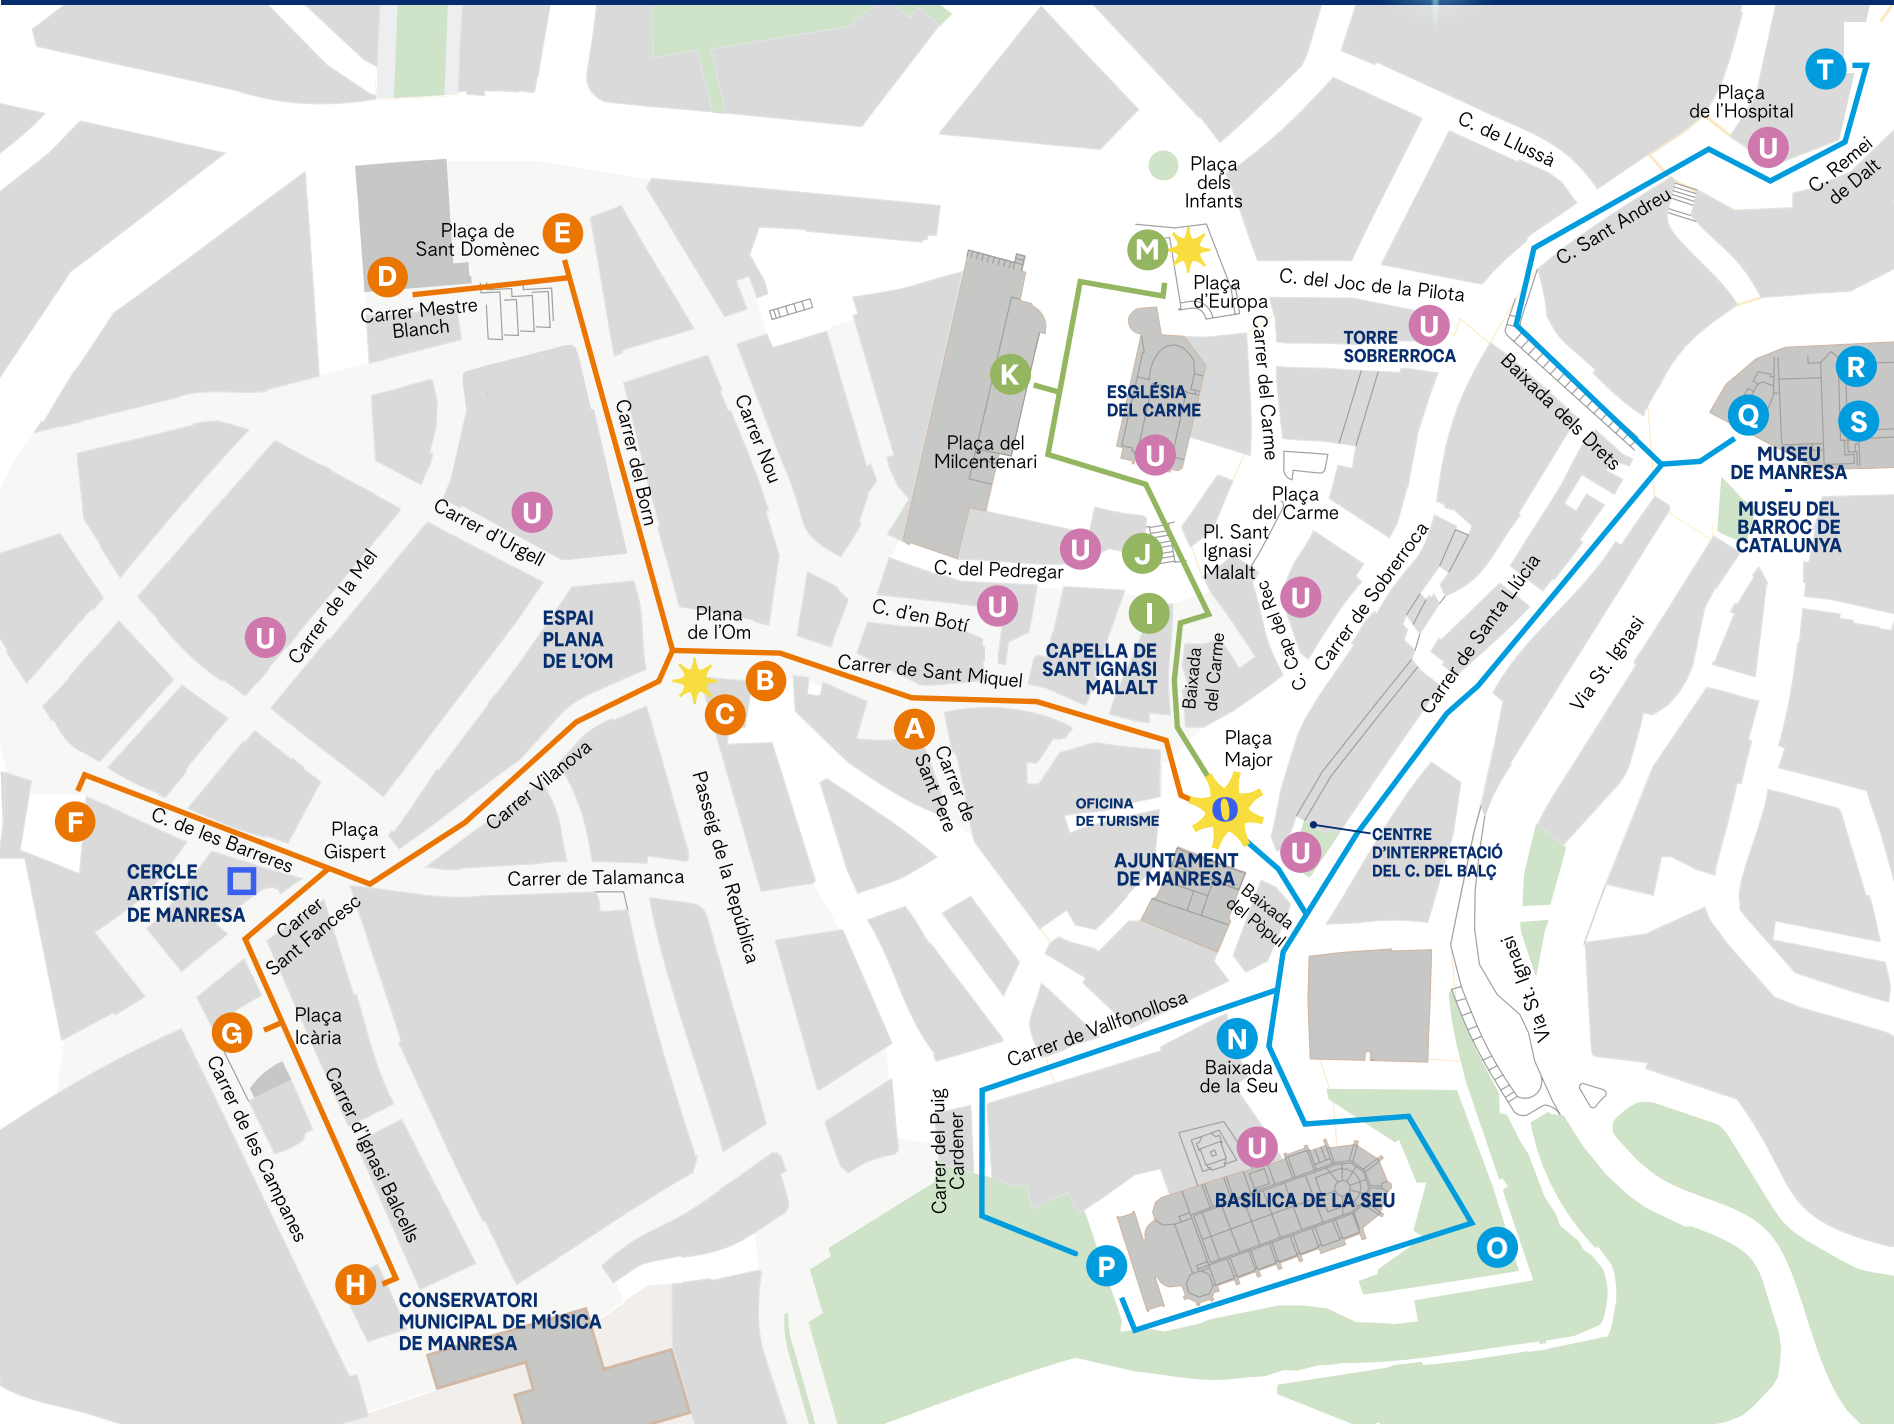 T
Plaça
de l'Hospital
U
C. Remei
de Dalt
C. de Llussà
C. Sant Andreu
Plaça
dels
Infants
M
Plaça
d'Europa
C. del Joc de la Pilota
U
TORRE
SOBRERROCA
Plaça de
Sant Domènec
E
D
Carrer Mestre
Blanch
K
ESGLÉSIA
DEL CARME
U
Carrer del Carme
Baixada dels Drets
R
Q
S
MUSEU
DE MANRESA
-
MUSEU DEL
BARROC DE
CATALUNYA
Carrer del Born
Carrer Nou
Plaça del
Milcentenari
Plaça
del Carme
Carrer d'Urgell
U
Carrer de la Mel
U
C. del Pedregar
U
J
Pl. Sant
Ignasi
Malalt
C. d'en Botí
U
I
U
C. Cap del Rec
Carrer de Sobrerroca
Carrer de Santa Llúcia
Via St. Ignasi
ESPAI
PLANA
DE L'OM
Plana
de l'Om
B
C
Carrer de Sant Miquel
CAPELLA DE
SANT IGNASI
MALALT
Baixada
del Carme
A
Carrer de
Sant Pere
Plaça
Major
OFICINA
DE TURISME
0
AJUNTAMENT
DE MANRESA
U
CENTRE
D'INTERPRETACIÓ
DEL C. DEL BALÇ
Baixada
del Pòpul
Carrer Vilanova
Passeig de la República
F
C. de les Barreres
Plaça
Gispert
CERCLE
ARTÍSTIC
DE MANRESA
Carrer de Talamanca
Carrer
Sant Fancesc
Via St. Ignasi
G
Plaça
Icària
Carrer de Vallfonollosa
N
Baixada
de la Seu
Carrer de les Campanes
Carrer d'Ignasi Balcells
Carrer del Puig
Cardener
U
BASÍLICA DE LA SEU
O
P
H
CONSERVATORI
MUNICIPAL DE MÚSICA
DE MANRESA